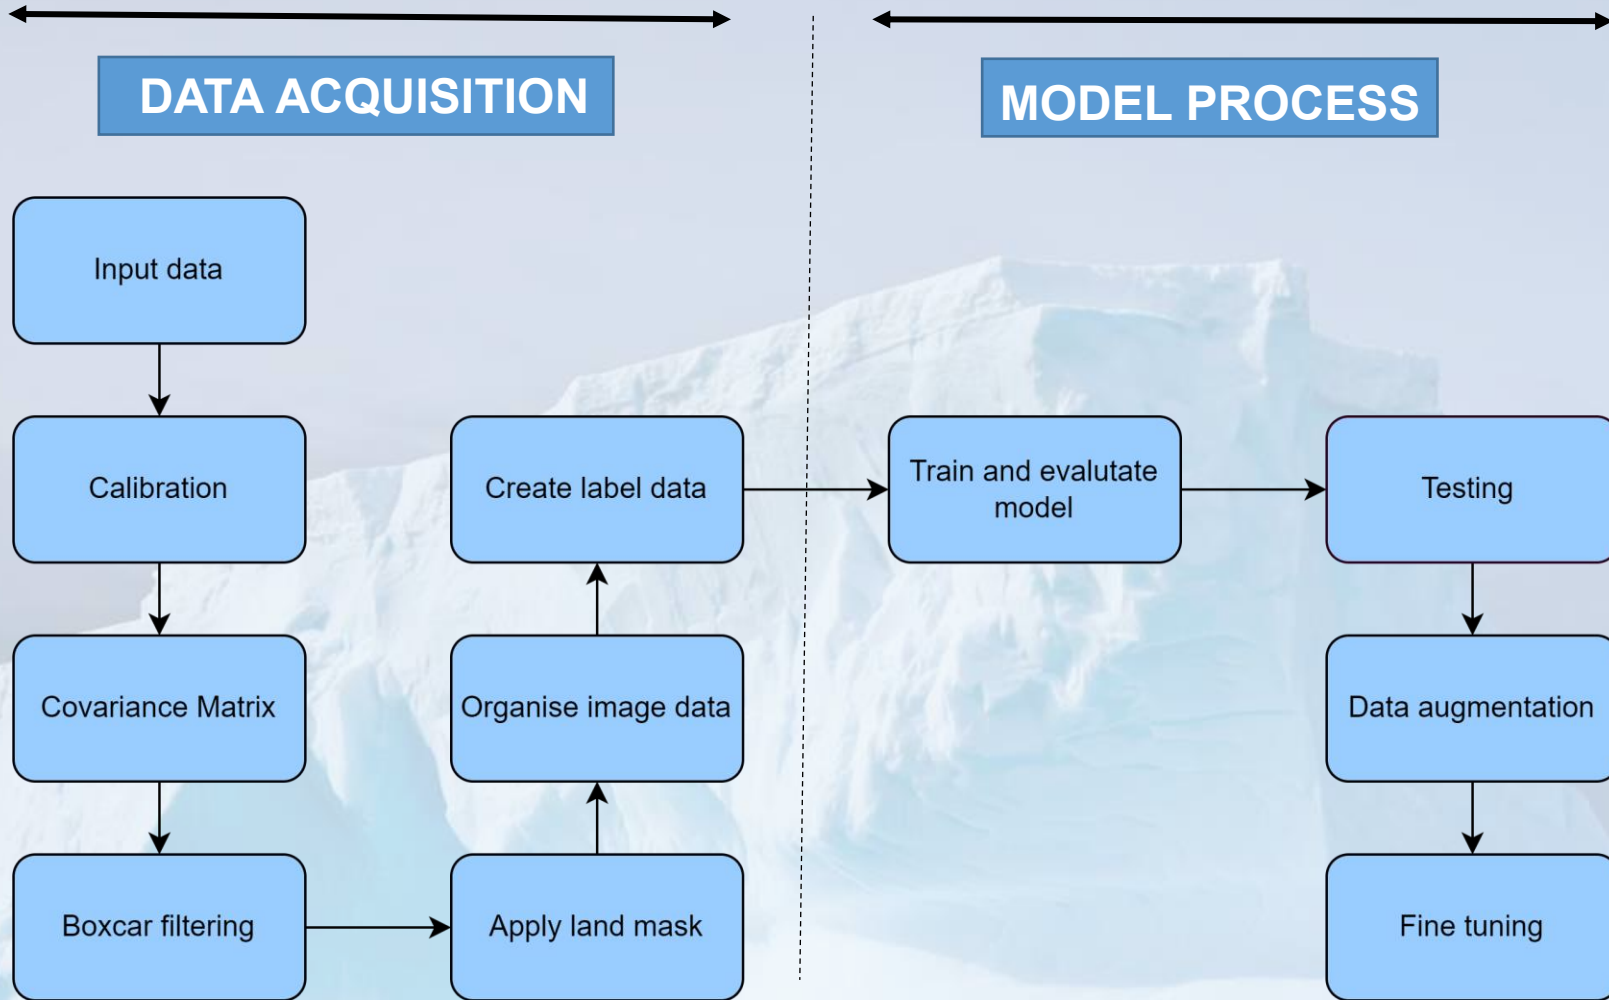 DATA ACQUISITION
MODEL PROCESS
Input data
Calibration
Covariance Matrix
Boxcar filtering
Apply land mask
Organise image data
Create label data
Train and evalutate
model
Testing
Data augmentation
Fine tuning